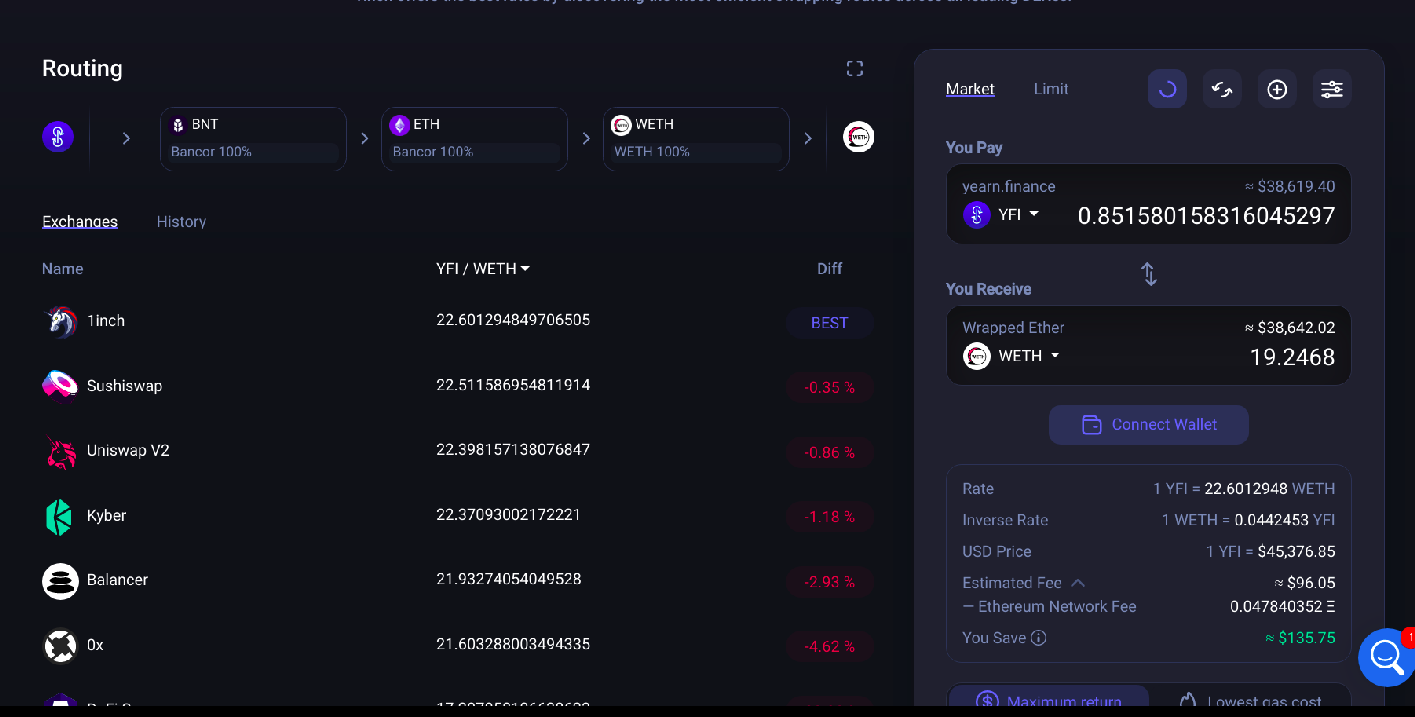 Routing
BNT
Bancor 100%
ETH
Bancor 100%
WETH
WETH 100%
Exchanges History
Name YFI / WETH Diff
1inch 22.601294849706505 BEST
Sushiswap 22.511586954811914 -0.35 %
Uniswap V2 22.398157138076847 -0.86 %
Kyber 22.37093002172221 -1.18 %
Balancer 21.93274054049528 -2.93 %
0x 21.603288003494335 -4.62 %
Market Limit
You Pay
yearn.finance ≈ $38,619.40
YFI 0.851580158316045297
You Receive
Wrapped Ether ≈ $38,642.02
WETH 19.2468
Connect Wallet
Rate 1 YFI = 22.6012948 WETH
Inverse Rate 1 WETH = 0.0442453 YFI
USD Price 1 YFI = $45,376.85
Estimated Fee ≈ $96.05
— Ethereum Network Fee 0.047840352 Ξ
You Save ≈ $135.75
Maximum return Lowest gas cost
1